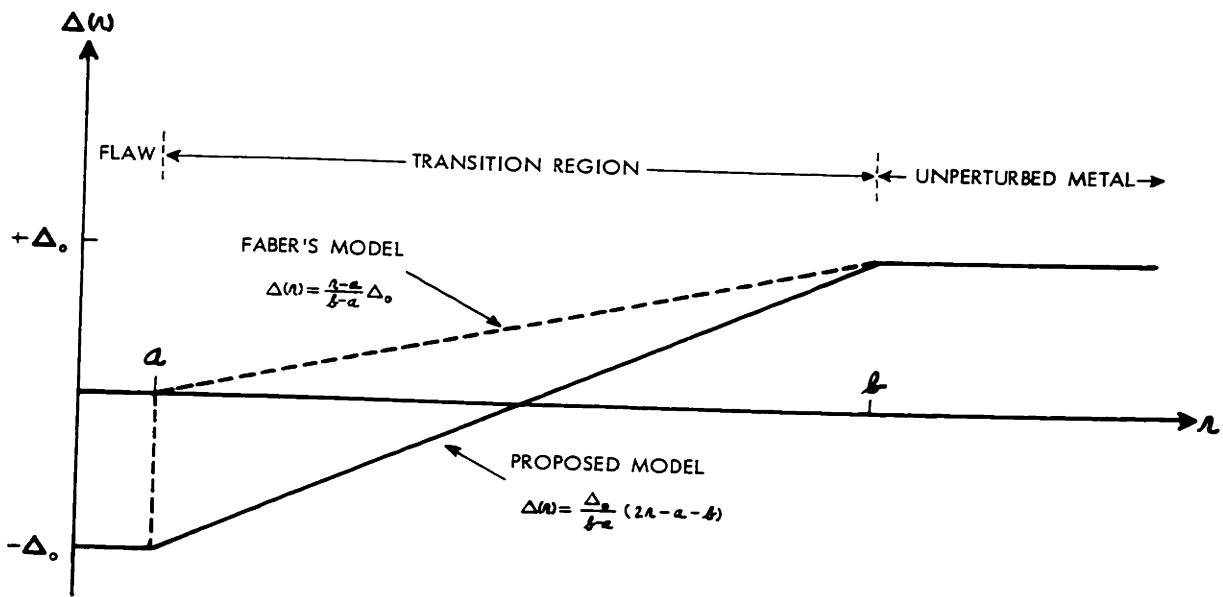 Δ(r)
FLAW
TRANSITION REGION
UNPERTURBED METAL
+Δ₀
FABER'S MODEL
Δ(r) = (r-a)/(b-a) Δ₀
a
b
r
PROPOSED MODEL
Δ(r) = Δ₀/(b-a) (2r-a-b)
-Δ₀